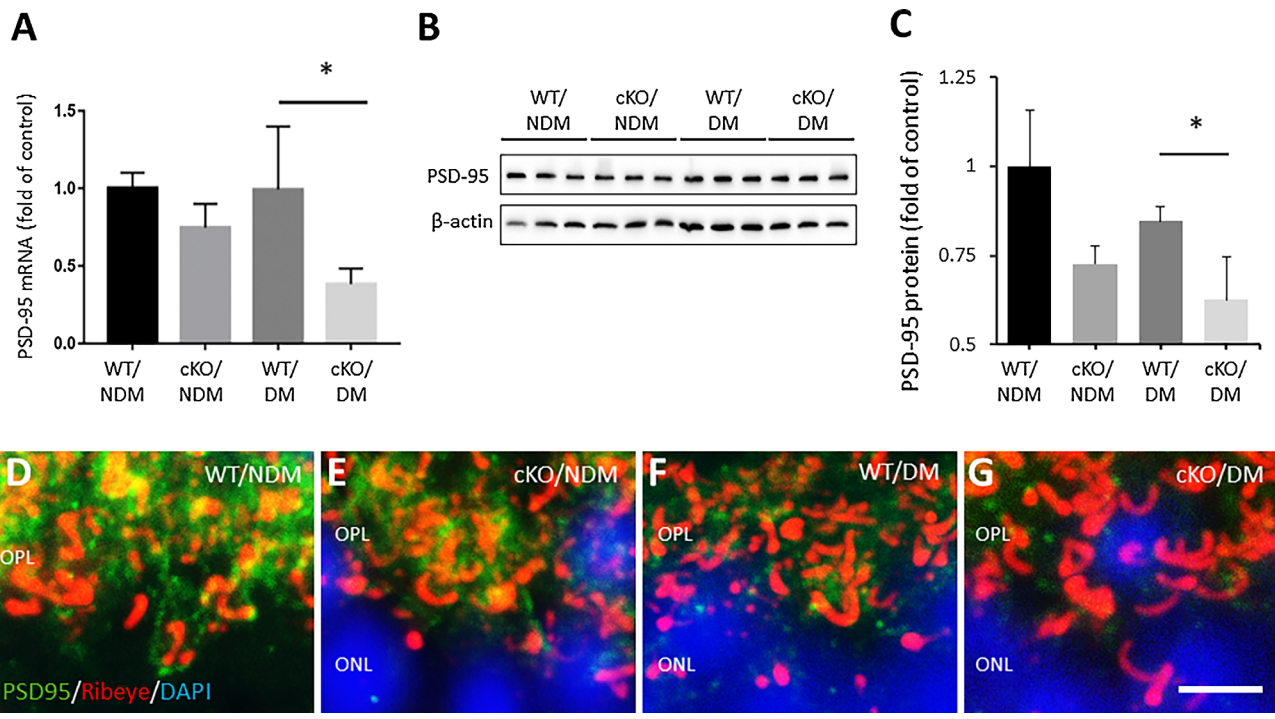 A
PSD-95 mRNA (fold of control)
1.5
1.0
0.5
0.0
*
WT/ NDM
cKO/ NDM
WT/ DM
cKO/ DM
B
WT/ NDM
cKO/ NDM
WT/ DM
cKO/ DM
PSD-95
β-actin
C
PSD-95 protein (fold of control)
1.25
1
0.75
0.5
*
WT/ NDM
cKO/ NDM
WT/ DM
cKO/ DM
D
WT/NDM
OPL
PSD95/Ribeye/DAPI
E
cKO/NDM
OPL
ONL
F
WT/DM
OPL
ONL
G
cKO/DM
OPL
ONL